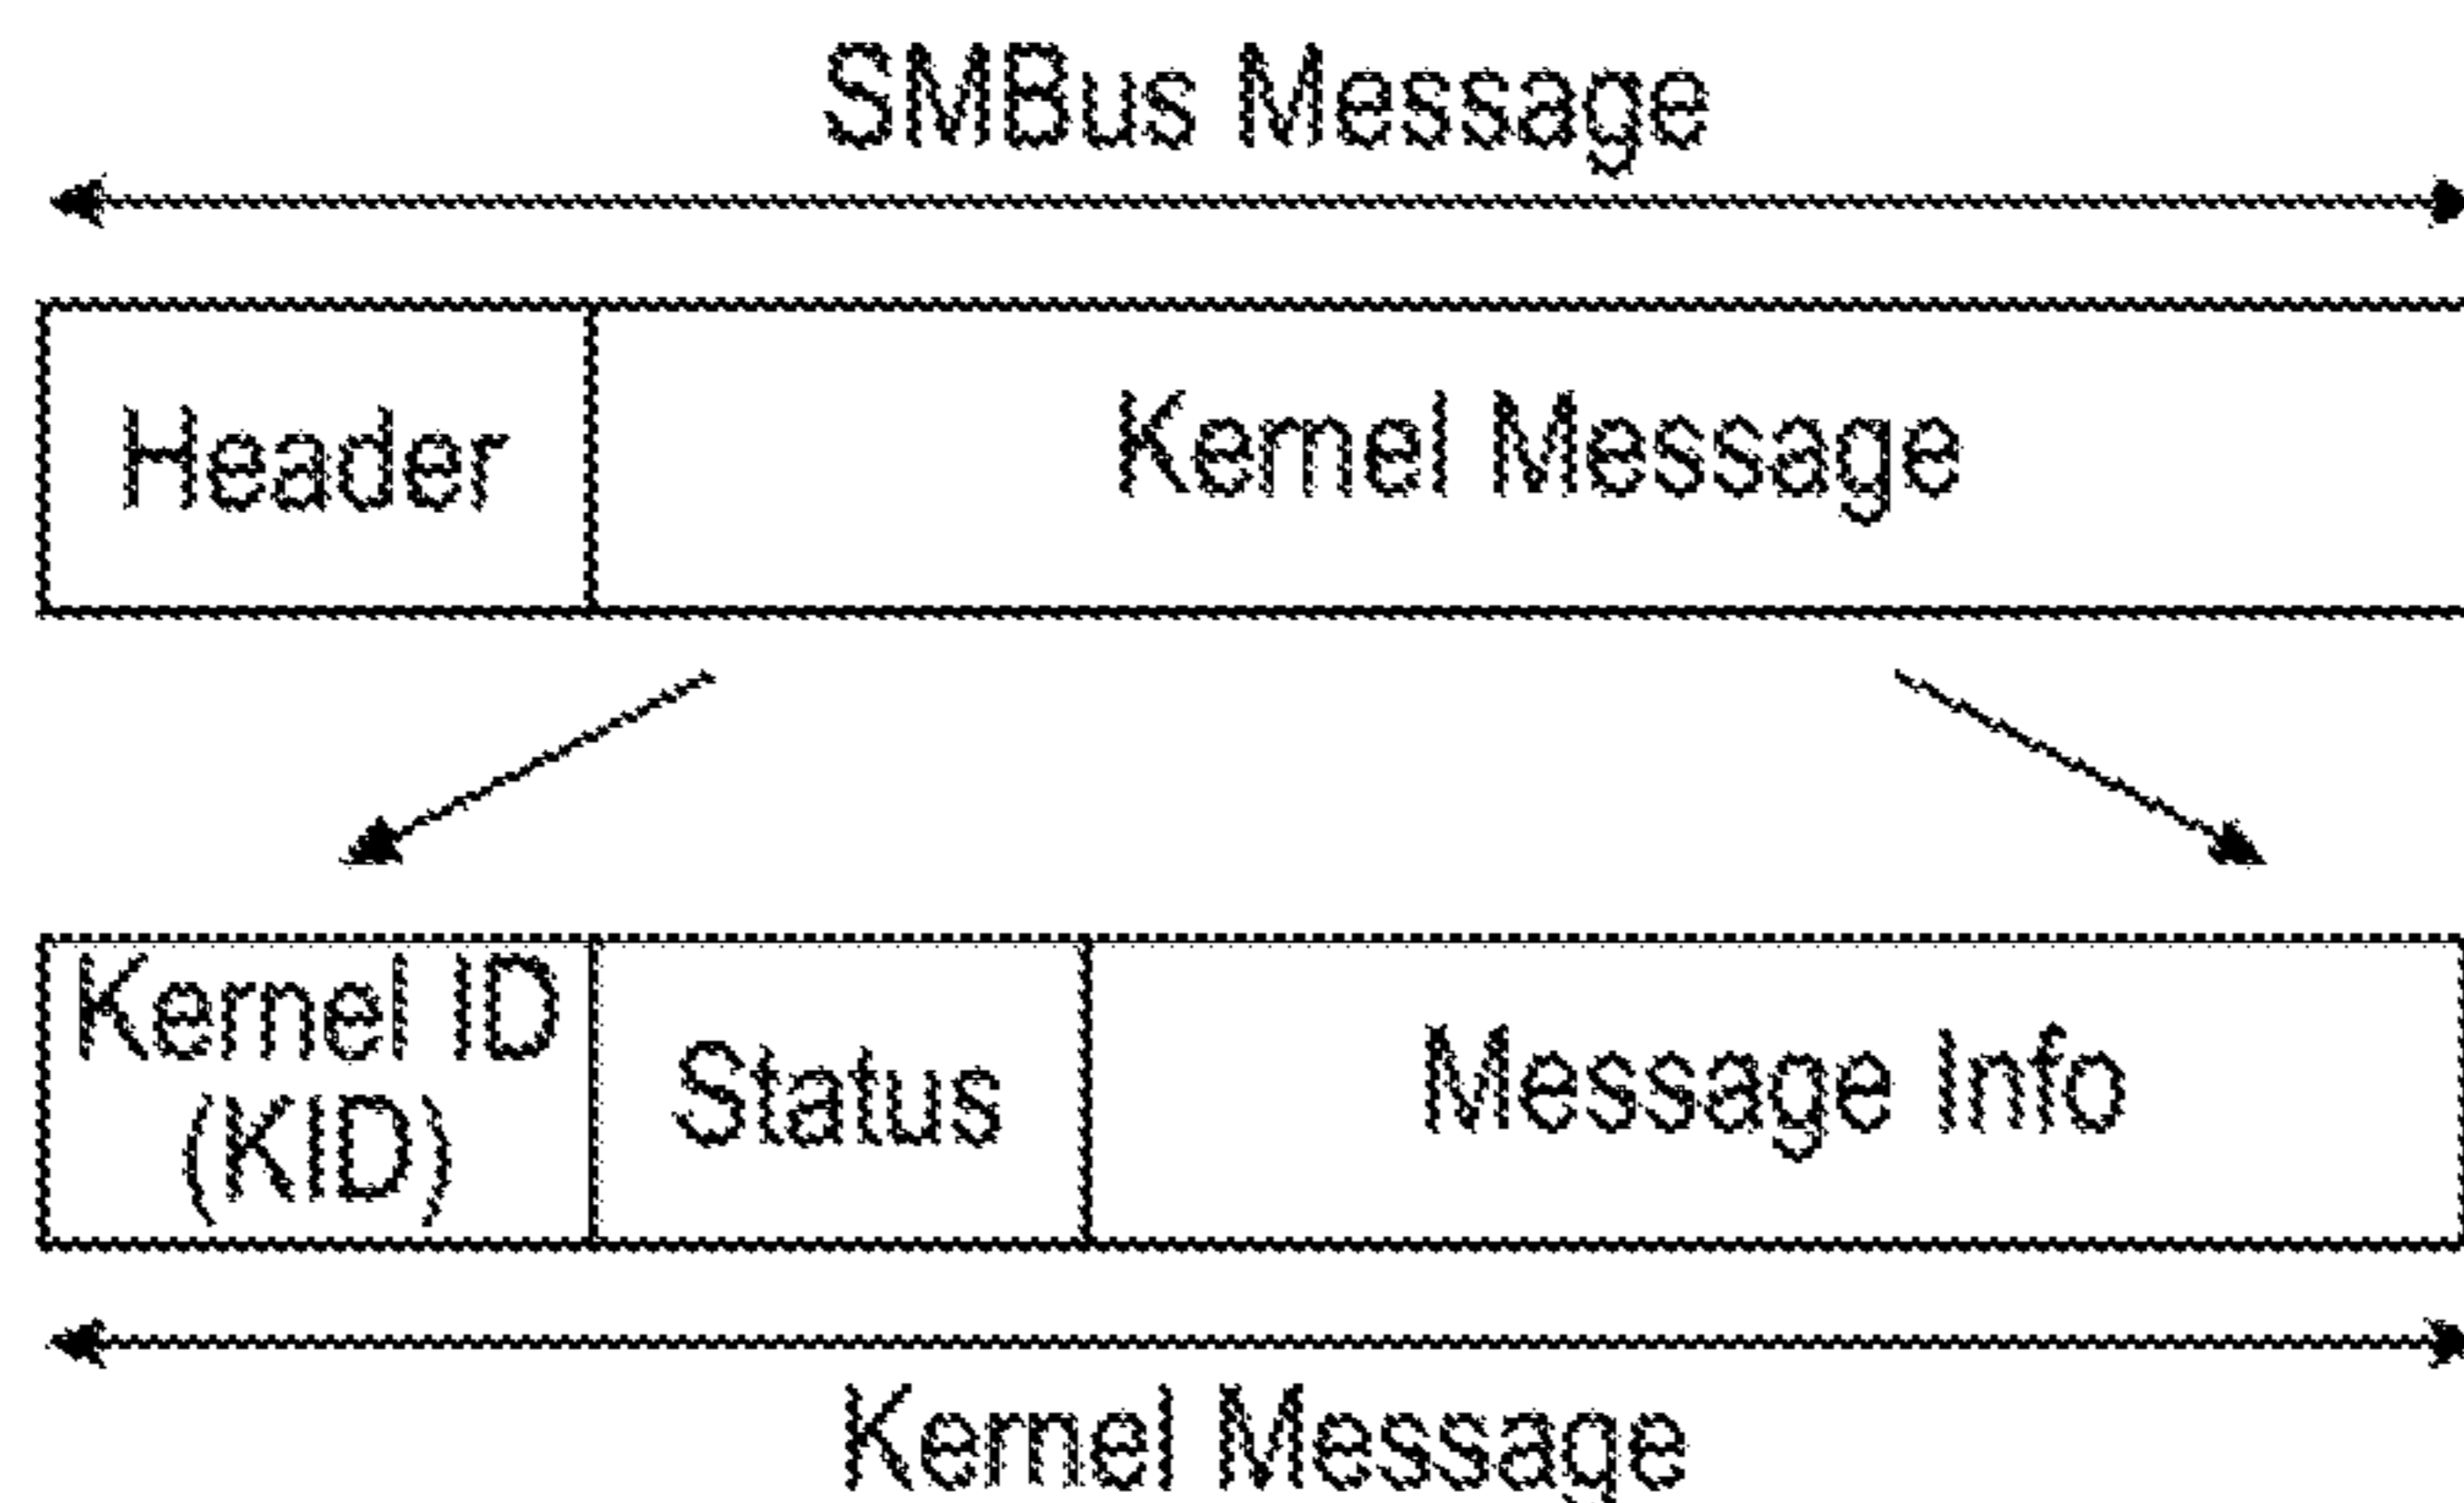 SMBus Message
Header
Kernel Message
Kernel ID
(KID)
Status
Message Info
Kernel Message